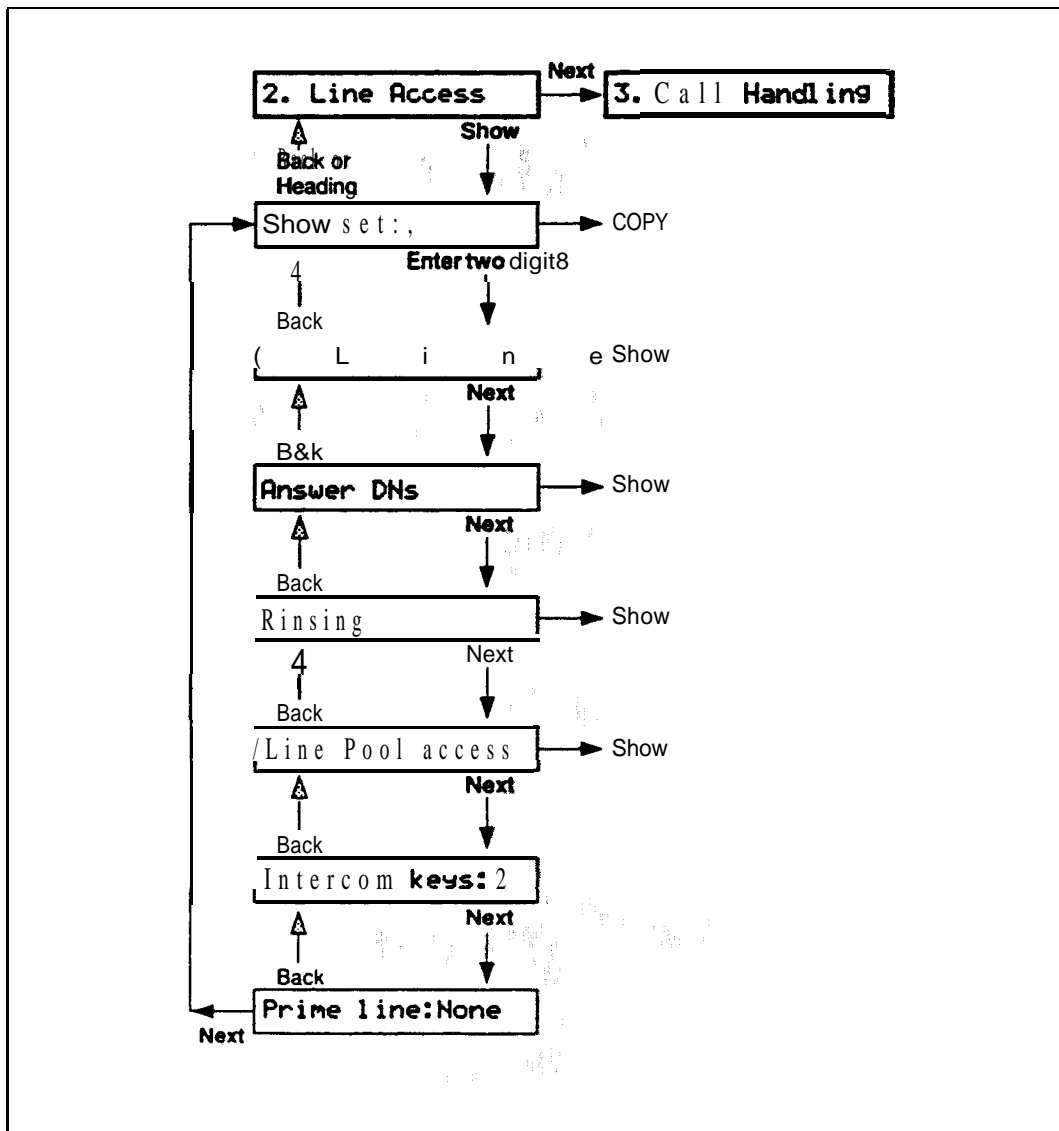 Next
2. Line Access
3. Call Handling
Show
Back or
Heading
Show set:,
COPY
Enter two digit8
4
Back
( L i n e Show
Next
B&k
Answer DNs
Show
Next
Back
Rinsing
Show
4
Next
Back
/Line Pool access
Show
Next
Back
Intercom keys:2
Next
Back
Prime line:None
Next